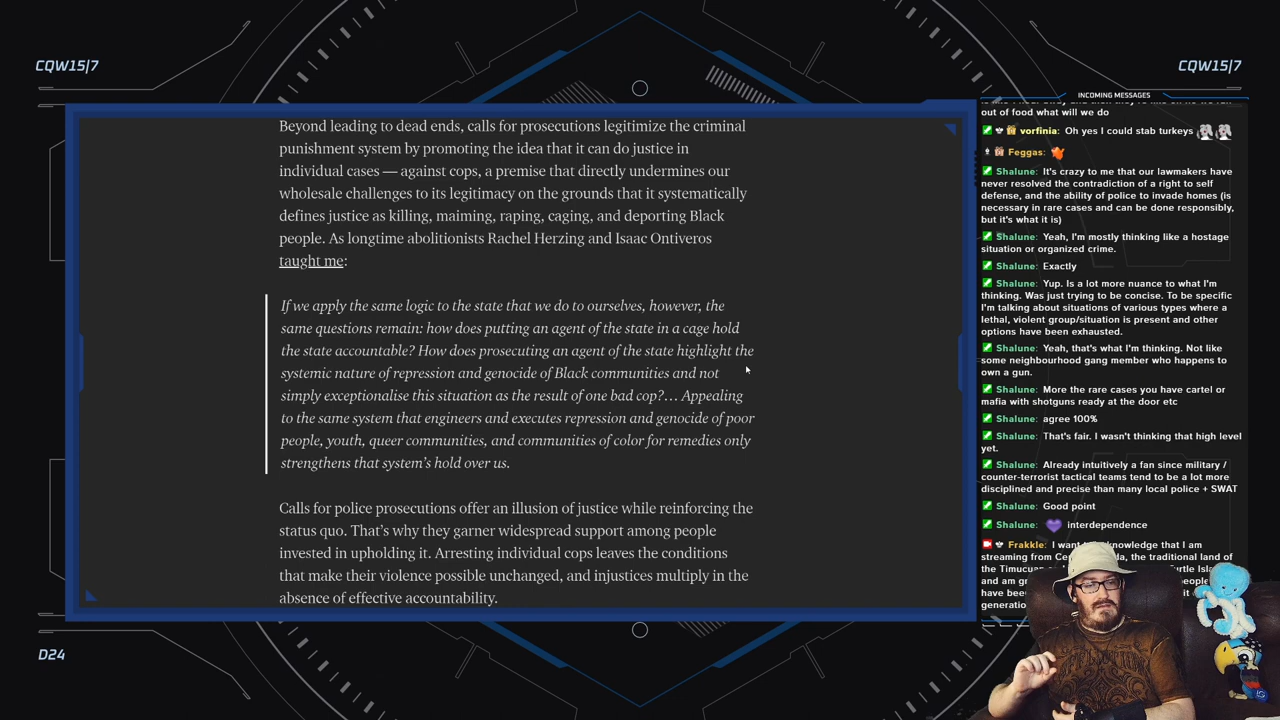 CQW15|7
CQW15|7
INCOMING MESSAGES
Beyond leading to dead ends, calls for prosecutions legitimize the criminal
punishment system by promoting the idea that it can do justice in
individual cases — against cops, a premise that directly undermines our
wholesale challenges to its legitimacy on the grounds that it systematically
defines justice as killing, maiming, raping, caging, and deporting Black
people. As longtime abolitionists Rachel Herzing and Isaac Ontiveros
taught me:
If we apply the same logic to the state that we do to ourselves, however, the
same questions remain: how does putting an agent of the state in a cage hold
the state accountable? How does prosecuting an agent of the state highlight the
systemic nature of repression and genocide of Black communities and not
simply exceptionalise this situation as the result of one bad cop?… Appealing
to the same system that engineers and executes repression and genocide of poor
people, youth, queer communities, and communities of color for remedies only
strengthens that system's hold over us.
Calls for police prosecutions offer an illusion of justice while reinforcing the
status quo. That's why they garner widespread support among people
invested in upholding it. Arresting individual cops leaves the conditions
that make their violence possible unchanged, and injustices multiply in the
absence of effective accountability.
out of food what will we do
vorfinia: Oh yes I could stab turkeys
Feggas:
Shalune: It's crazy to me that our lawmakers have
never resolved the contradiction of a right to self
defense, and the ability of police to invade homes (is
necessary in rare cases and can be done responsibly,
but it's what it is)
Shalune: Yeah, I'm mostly thinking like a hostage
situation or organized crime.
Shalune: Exactly
Shalune: Yup. Is a lot more nuance to what I'm
thinking. Was just trying to be concise. To be specific
I'm talking about situations of various types where a
lethal, violent group/situation is present and other
options have been exhausted.
Shalune: Yeah, that's what I'm thinking. Not like
some neighbourhood gang member who happens to
own a gun.
Shalune: More the rare cases you have cartel or
mafia with shotguns ready at the door etc
Shalune: agree 100%
Shalune: That's fair. I wasn't thinking that high level
yet.
Shalune: Already intuitively a fan since military /
counter-terrorist tactical teams tend to be a lot more
disciplined and precise than many local police + SWAT
Shalune: Good point
Shalune: interdependence
Frakkle: I want knowledge that I am
streaming from the traditional land of
the
and am
have
D24